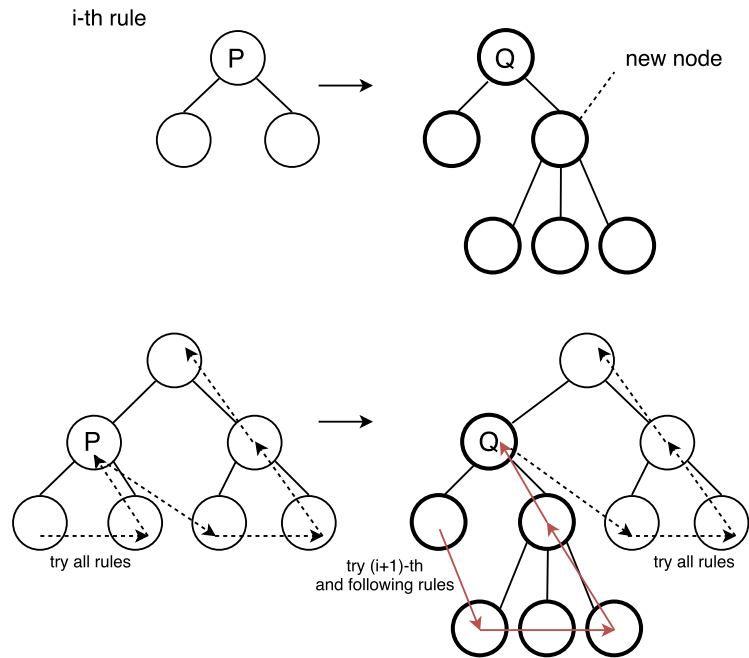 i-th rule
P
Q
new node
P
Q
try all rules
try (i+1)-th
and following rules
try all rules